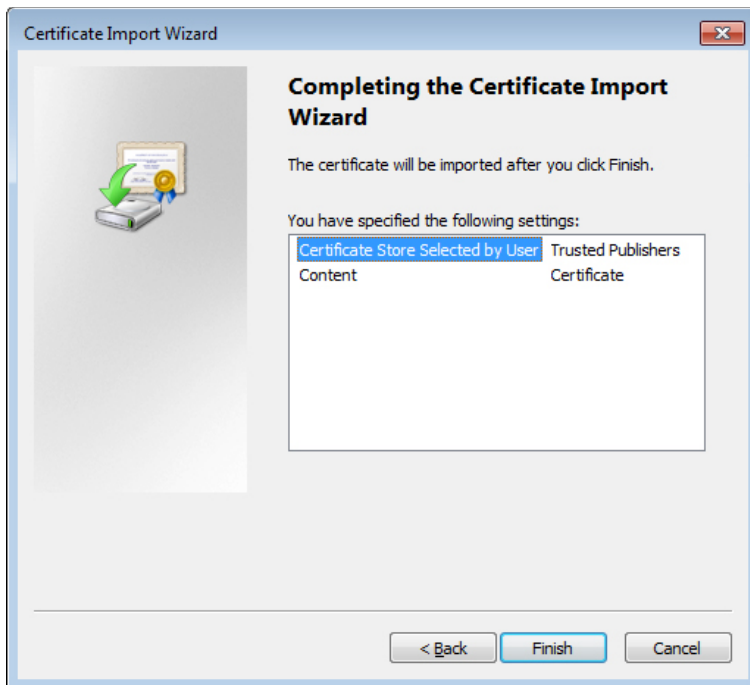 Certificate Import Wizard
Completing the Certificate Import
Wizard
The certificate will be imported after you click Finish.
You have specified the following settings:
Certificate Store Selected by User Trusted Publishers
Content Certificate
< Back Finish Cancel